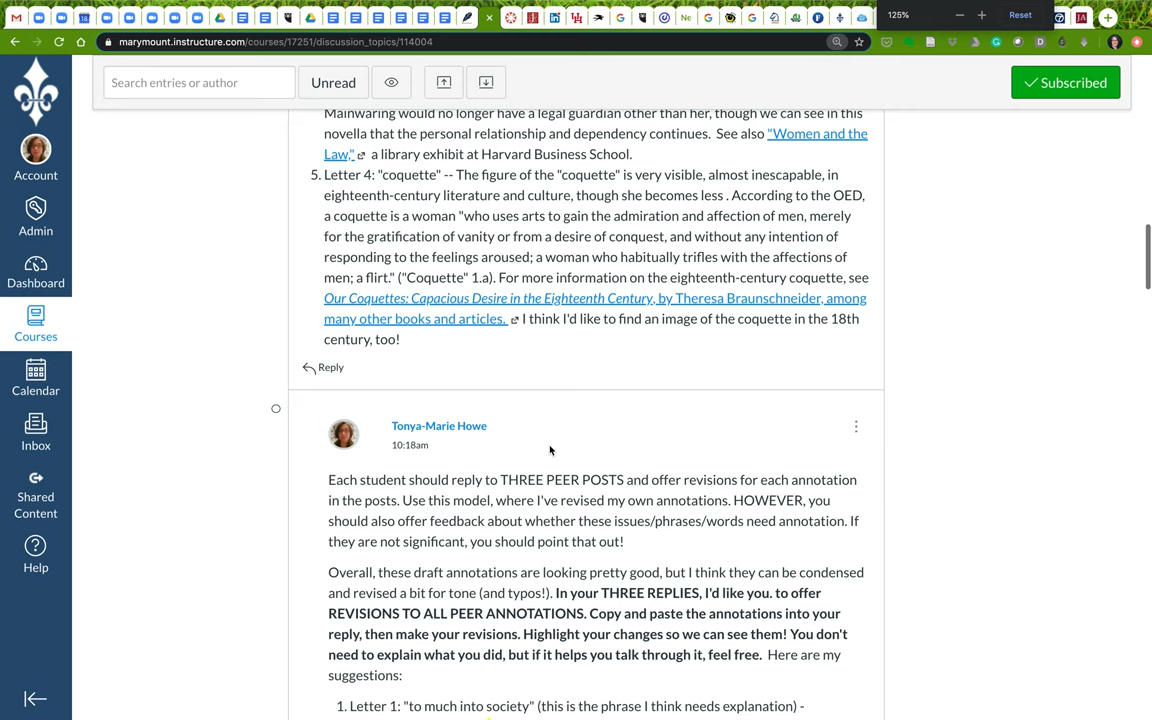 125%
Reset
marymount.instructure.com/courses/17251/discussion_topics/114004
Search entries or author
Unread
Subscribed
Account
Admin
Dashboard
Courses
Calendar
Inbox
Shared
Content
Help
Mainwaring would no longer have a legal guardian other than her, though we can see in this
novella that the personal relationship and dependency continues.  See also "Women and the
Law," a library exhibit at Harvard Business School.
5. Letter 4: "coquette" -- The figure of the "coquette" is very visible, almost inescapable, in
eighteenth-century literature and culture, though she becomes less . According to the OED,
a coquette is a woman "who uses arts to gain the admiration and affection of men, merely
for the gratification of vanity or from a desire of conquest, and without any intention of
responding to the feelings aroused; a woman who habitually trifles with the affections of
men; a flirt." ("Coquette" 1.a). For more information on the eighteenth-century coquette, see
Our Coquettes: Capacious Desire in the Eighteenth Century, by Theresa Braunschneider, among
many other books and articles. I think I'd like to find an image of the coquette in the 18th
century, too!
Reply
Tonya-Marie Howe
10:18am
Each student should reply to THREE PEER POSTS and offer revisions for each annotation
in the posts. Use this model, where I've revised my own annotations. HOWEVER, you
should also offer feedback about whether these issues/phrases/words need annotation. If
they are not significant, you should point that out!
Overall, these draft annotations are looking pretty good, but I think they can be condensed
and revised a bit for tone (and typos!). In your THREE REPLIES, I'd like you. to offer
REVISIONS TO ALL PEER ANNOTATIONS. Copy and paste the annotations into your
reply, then make your revisions. Highlight your changes so we can see them! You don't
need to explain what you did, but if it helps you talk through it, feel free.  Here are my
suggestions:
1. Letter 1: "to much into society" (this is the phrase I think needs explanation) -